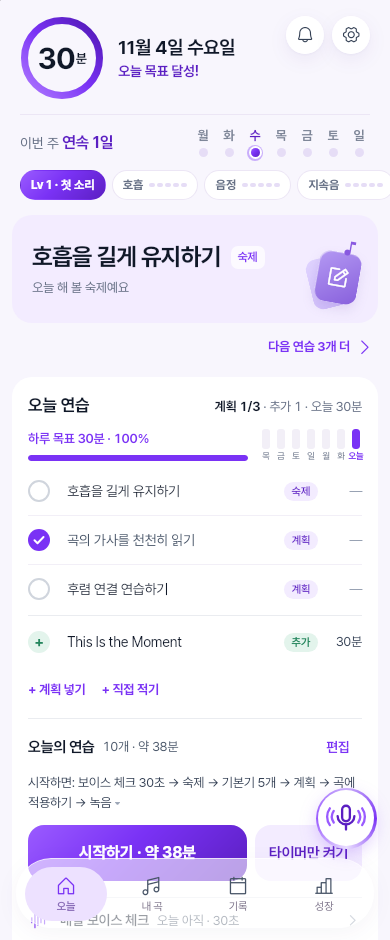 30분
11월 4일 수요일
오늘 목표 달성!
이번 주 연속 1일
월 화 수 목 금 토 일
Lv 1 · 첫 소리
호흡
음정
지속음
호흡을 길게 유지하기 숙제
오늘 해 볼 숙제예요
다음 연습 3개 더
오늘 연습
계획 1/3 · 추가 1 · 오늘 30분
하루 목표 30분 · 100%
목 금 토 일 월 화 오늘
호흡을 길게 유지하기 숙제 —
곡의 가사를 천천히 읽기 계획 —
후렴 연결 연습하기 계획 —
This Is the Moment 추가 30분
+ 계획 넣기 + 직접 적기
오늘의 연습 10개 · 약 38분 편집
시작하면: 보이스 체크 30초 → 숙제 → 기본기 5개 → 계획 → 곡에
적용하기 → 녹음
시작하기 · 약 38분
타이머만 켜기
오늘
내 곡
기록
성장
보이스 체크 오늘 아직 · 30초